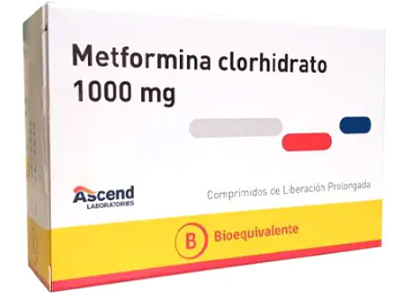 Metformina clorhidrato
1000 mg
Ascend
LABORATORIES
Comprimidos de Liberación Prolongada
B Bioequivalente